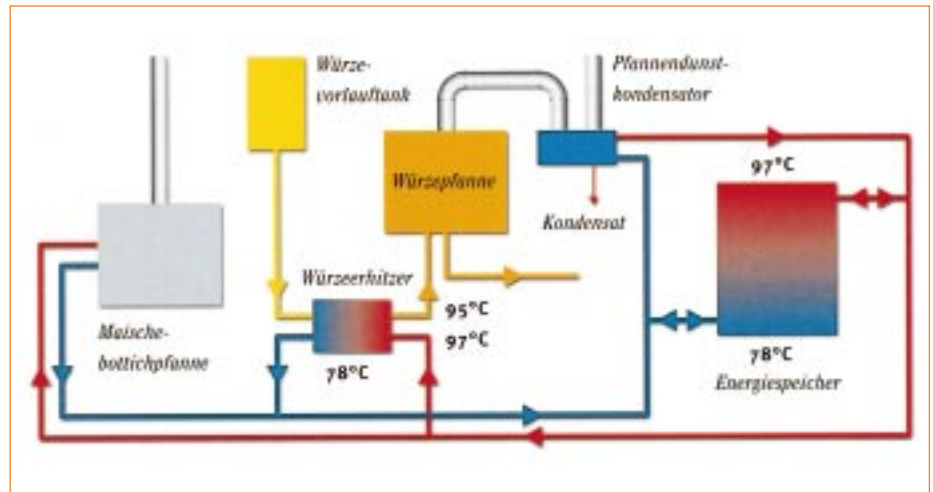 Würze-
vorlauftank
Pfannendunst-
kondensator
Würzepfanne
97°C
Kondensat
Würzeerhitzer
95°C
97°C
Maische-
bottichpfanne
78°C
78°C
Energiespeicher